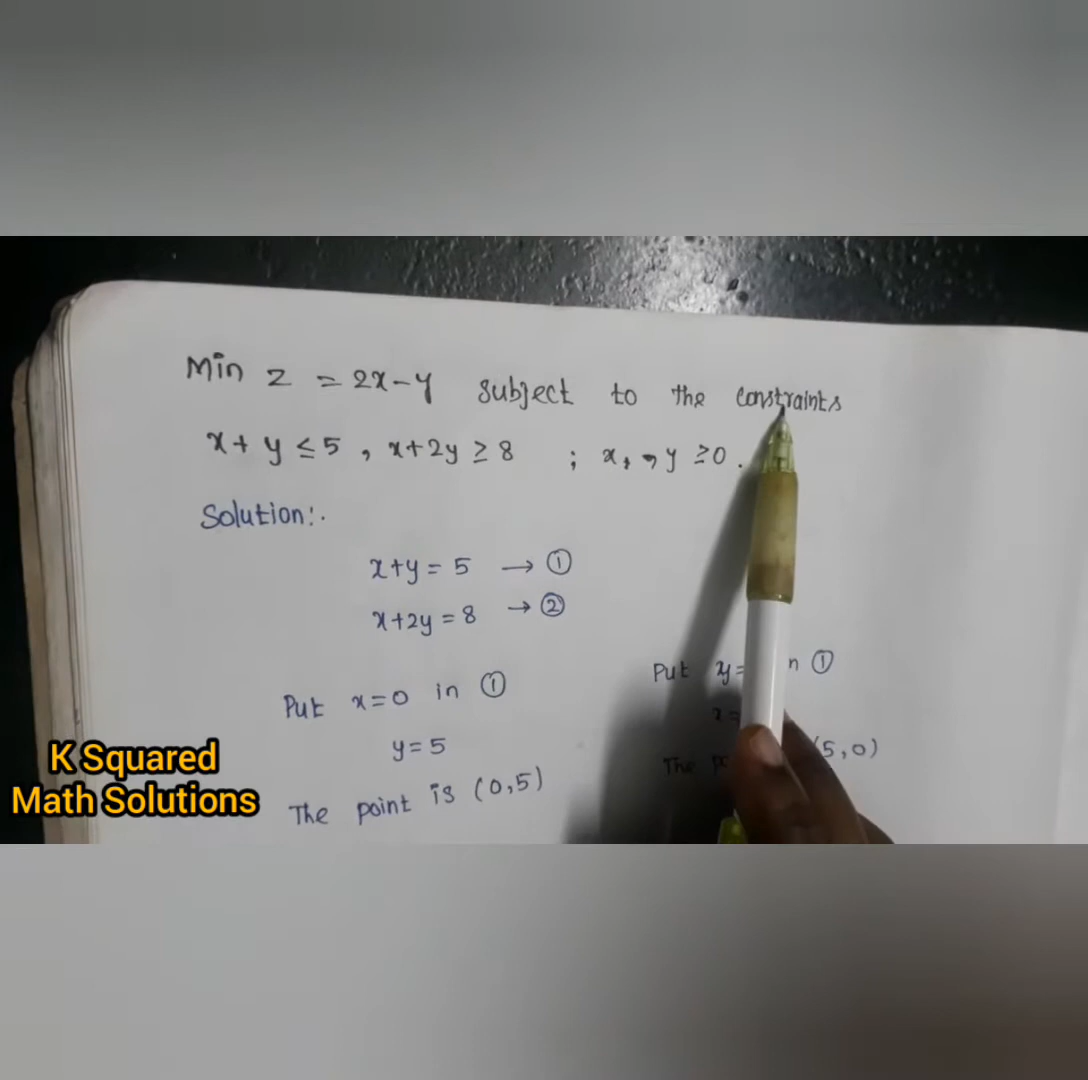 Min z = 2x-y subject to the constraints
x+y ≤ 5 , x+2y ≥ 8 ; x, , y ≥ 0 .
Solution:.
x+y = 5 → ①
x+2y = 8 → ②
Put x=0 in ①
y=5
The point is (0,5)
Put y= n ①
x=
The 5,0)
K Squared
Math Solutions